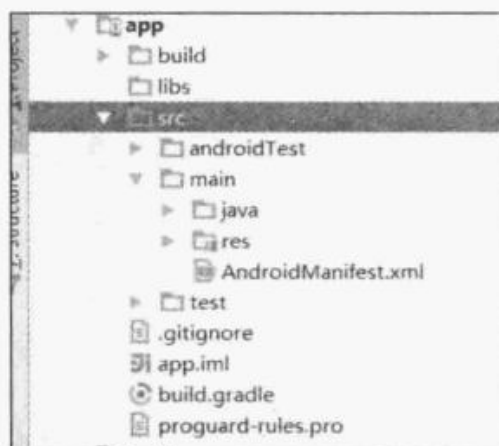 app
build
libs
src
androidTest
main
java
res
AndroidManifest.xml
test
.gitignore
app.iml
build.gradle
proguard-rules.pro